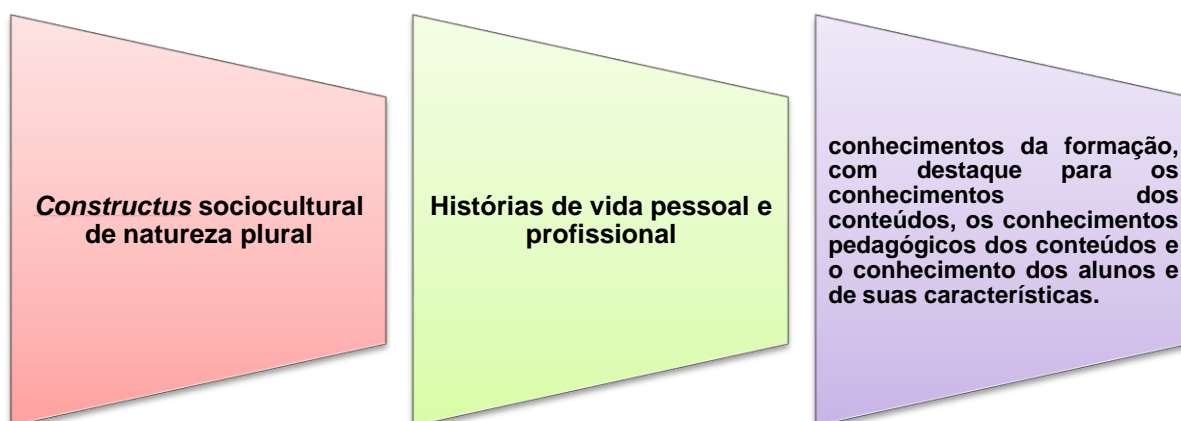 Constructus sociocultural
de natureza plural
Histórias de vida pessoal e
profissional
conhecimentos da formação,
com destaque para os
conhecimentos dos
conteúdos, os conhecimentos
pedagógicos dos conteúdos e
o conhecimento dos alunos e
de suas características.